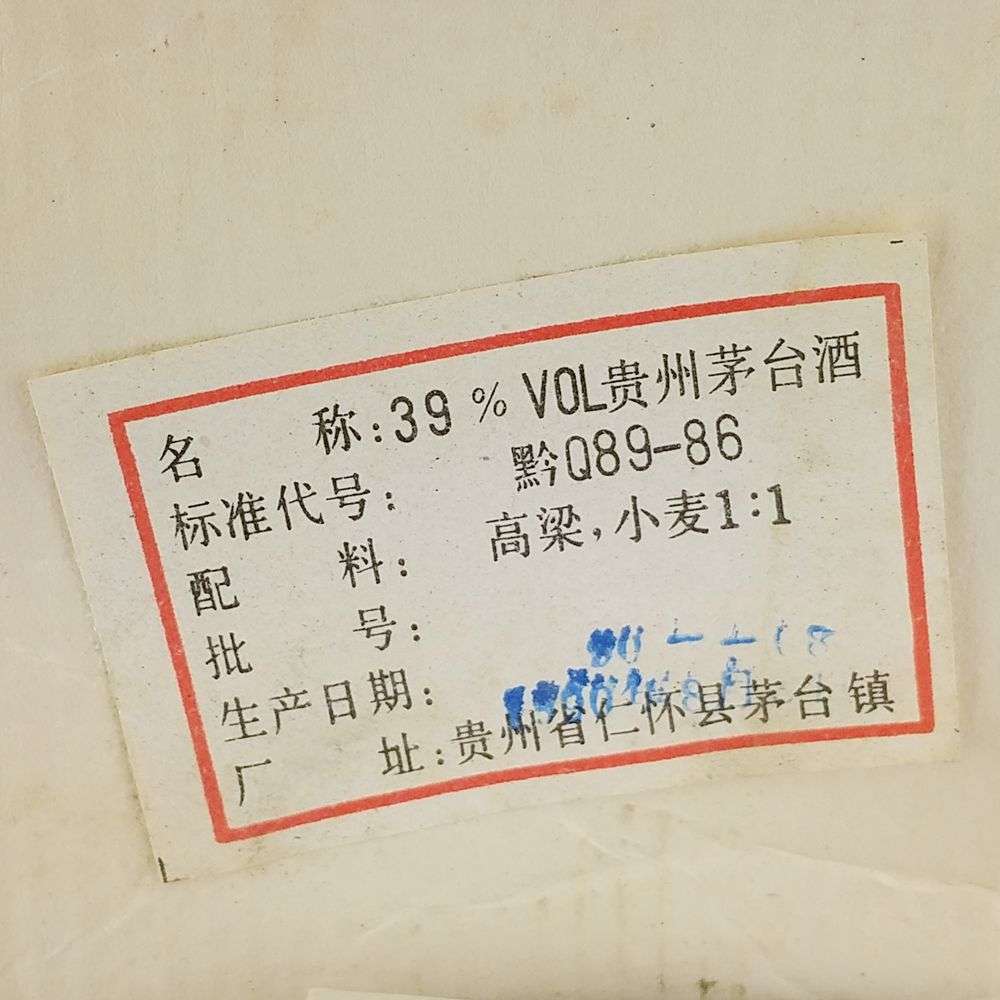 名称:39%VOL贵州茅台酒
标准代号: 黔Q89-86
配料: 高粱,小麦1:1
批号:
生产日期:
厂址:贵州省仁怀县茅台镇